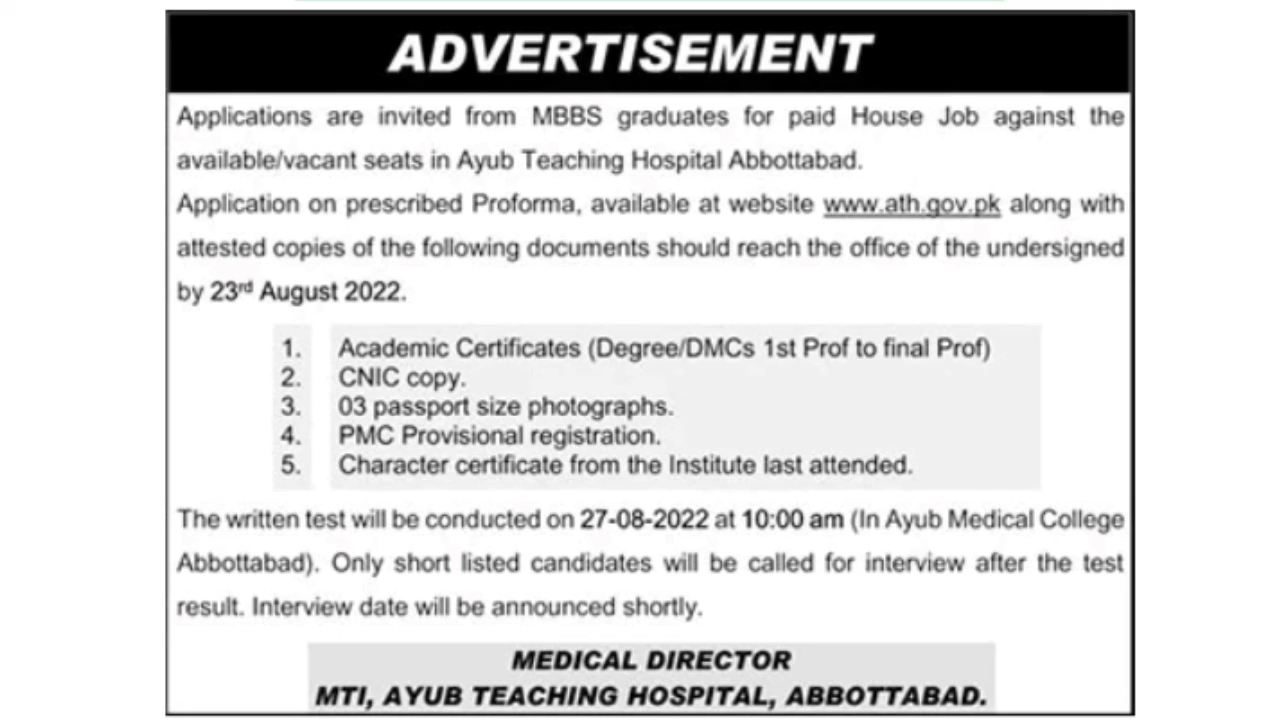 ADVERTISEMENT
Applications are invited from MBBS graduates for paid House Job against the
available/vacant seats in Ayub Teaching Hospital Abbottabad.
Application on prescribed Proforma, available at website www.ath.gov.pk along with
attested copies of the following documents should reach the office of the undersigned
by 23rd August 2022.
1. Academic Certificates (Degree/DMCs 1st Prof to final Prof)
2. CNIC copy.
3. 03 passport size photographs.
4. PMC Provisional registration.
5. Character certificate from the Institute last attended.
The written test will be conducted on 27-08-2022 at 10:00 am (In Ayub Medical College
Abbottabad). Only short listed candidates will be called for interview after the test
result. Interview date will be announced shortly.
MEDICAL DIRECTOR
MTI, AYUB TEACHING HOSPITAL, ABBOTTABAD.